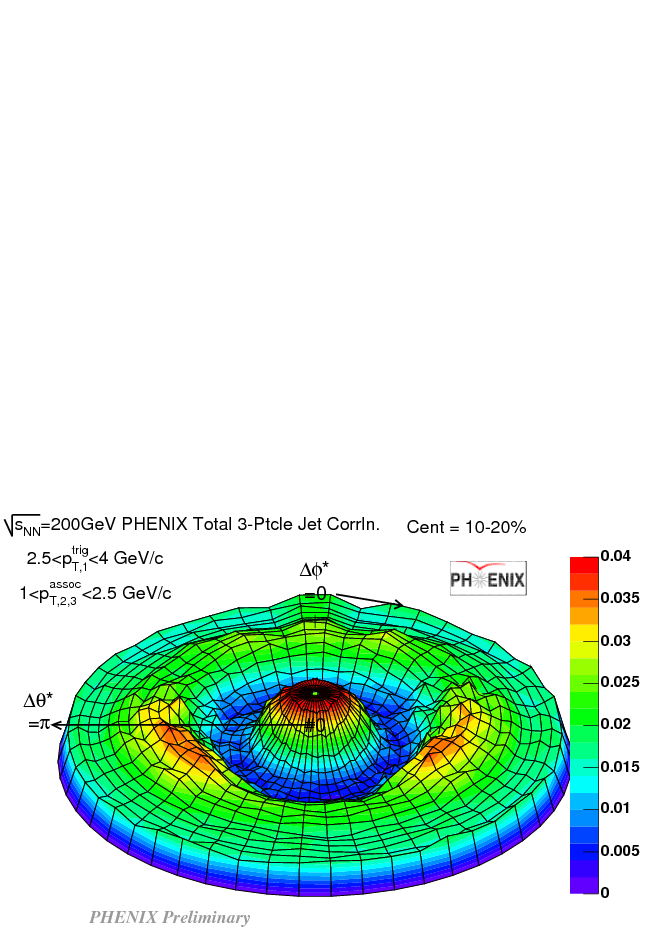 √sNN=200GeV PHENIX Total 3-Ptcle Jet Corrln.
Cent = 10-20%
2.5<p^trig_T,1<4 GeV/c
1<p^assoc_T,2,3<2.5 GeV/c
Δϕ*
=0
PHENIX
Δθ*
=π
0.04
0.035
0.03
0.025
0.02
0.015
0.01
0.005
0
PHENIX Preliminary